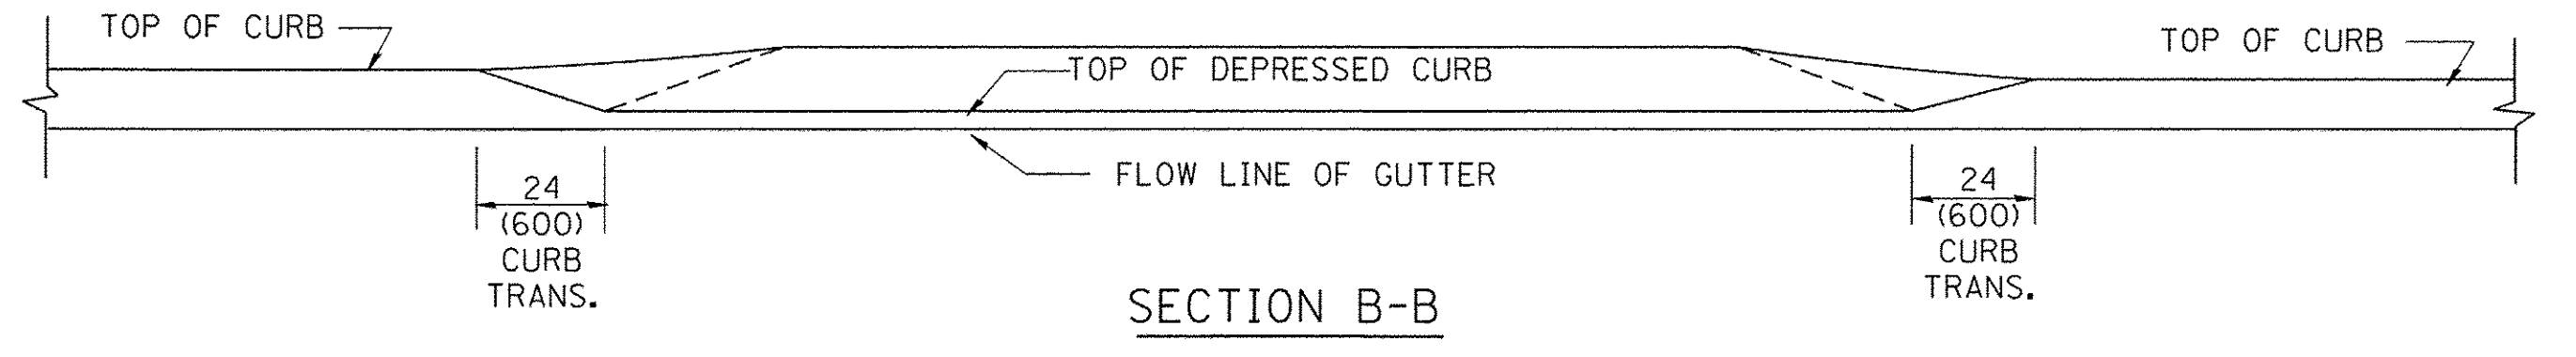 TOP OF CURB
TOP OF CURB
TOP OF DEPRESSED CURB
FLOW LINE OF GUTTER
24
(600)
CURB
TRANS.
24
(600)
CURB
TRANS.
SECTION B-B